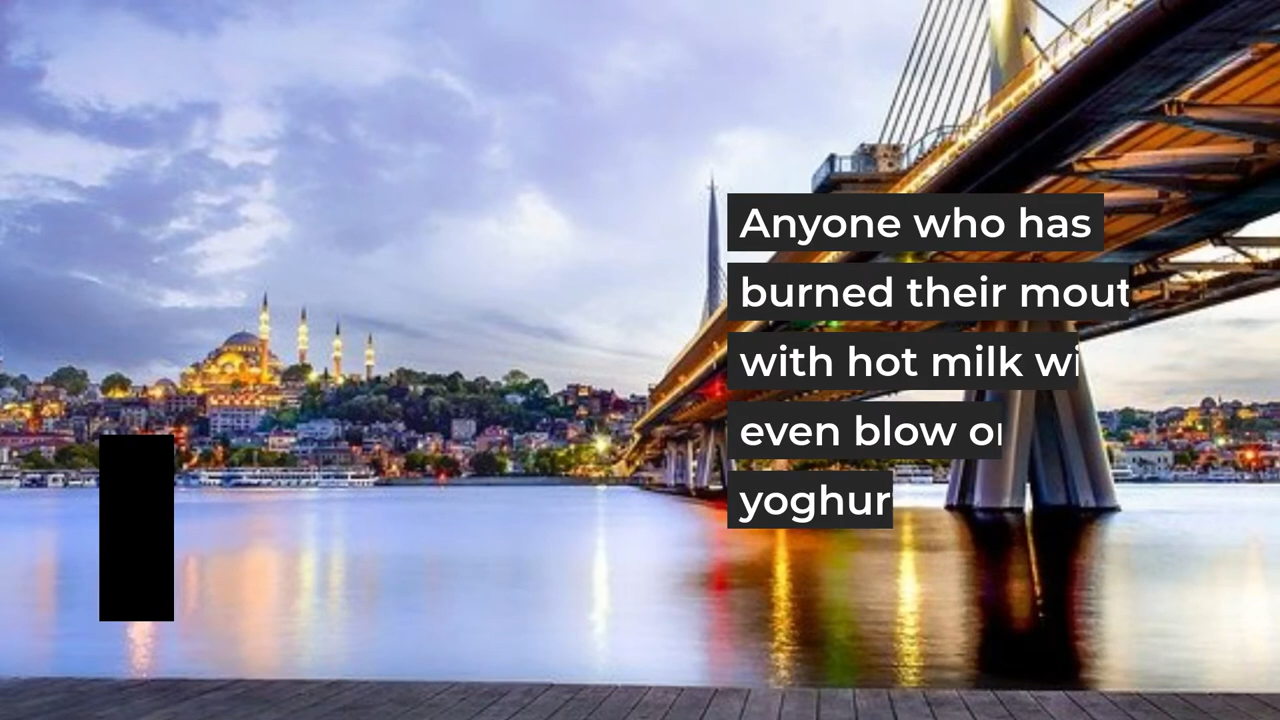 Anyone who has
burned their mout
with hot milk wi
even blow
yoghur